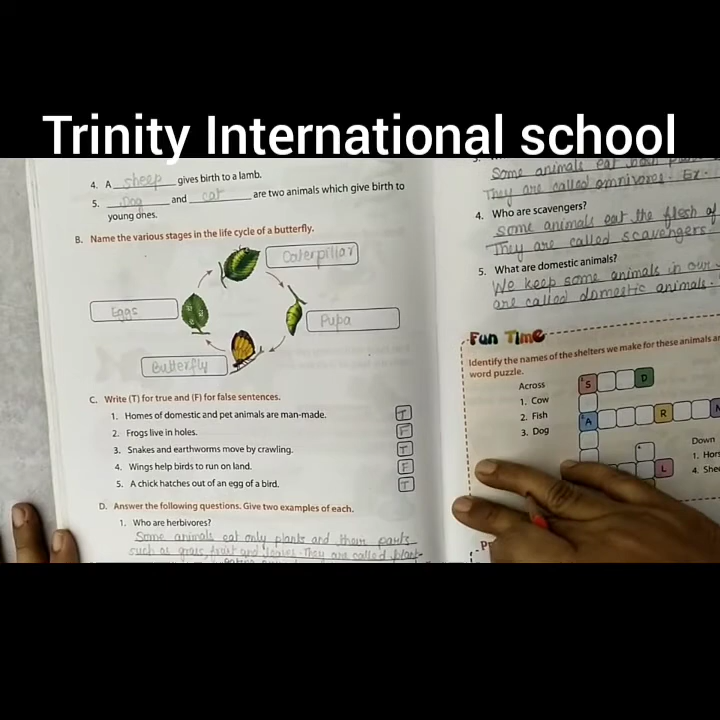 Trinity International school
4. A sheep gives birth to a lamb.
5. Dog and cat are two animals which give birth to
young ones.
B. Name the various stages in the life cycle of a butterfly.
Caterpillar
Eggs
Pupa
Butterfly
C. Write (T) for true and (F) for false sentences.
1. Homes of domestic and pet animals are man-made. T
2. Frogs live in holes. F
3. Snakes and earthworms move by crawling. T
4. Wings help birds to run on land. F
5. A chick hatches out of an egg of a bird. T
D. Answer the following questions. Give two examples of each.
1. Who are herbivores?
Some animals eat only plants and their parts
such as grass, fruit and leaves. They are called plant
Some animals eat both
They are called omnivores. Ex.
4. Who are scavengers?
some animals eat the flesh of
They are called scavengers
5. What are domestic animals?
We keep some animals in our
are called domestic animals.
Fun Time
Identify the names of the shelters we make for these animals
word puzzle.
Across
1. Cow
2. Fish
3. Dog
S D
A R
L
Down
1.
4.